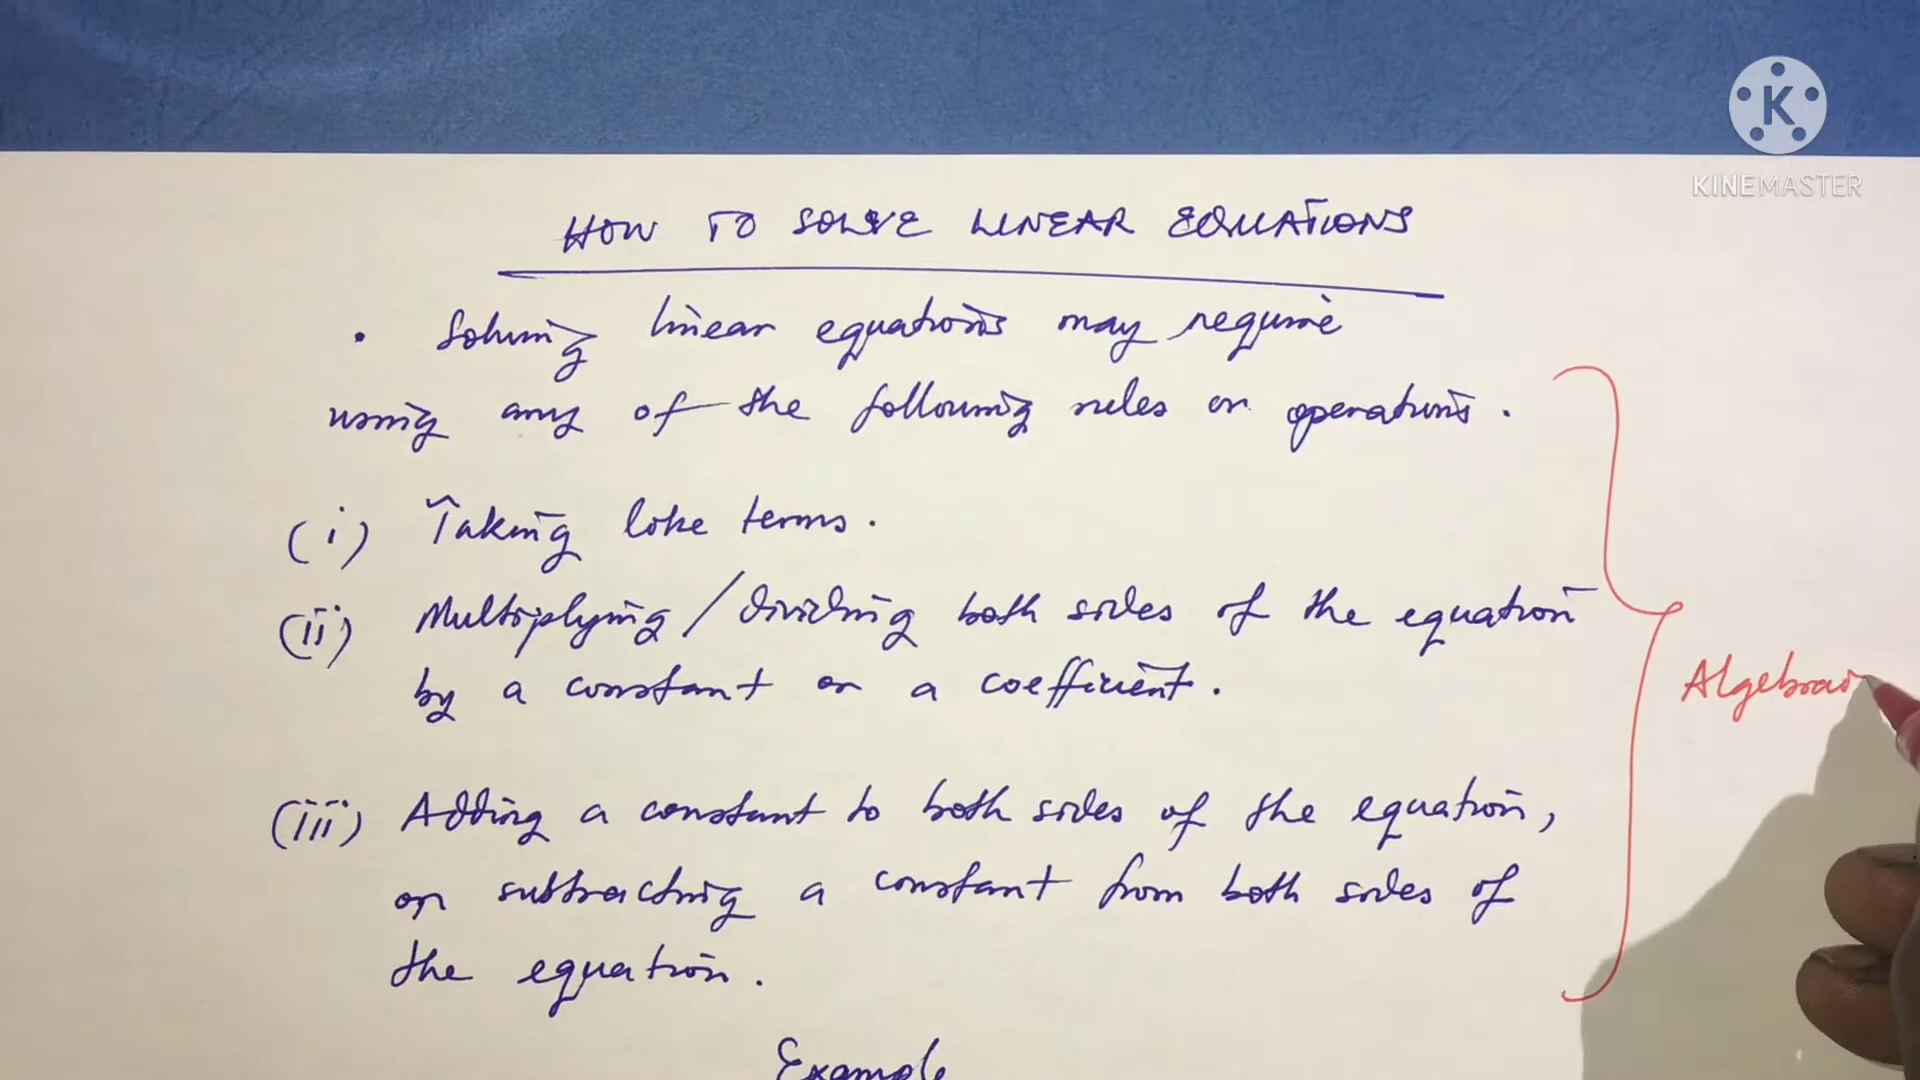 K
KINEMASTER
HOW TO SOLVE LINEAR EQUATIONS
. Solving linear equations may require
using any of the following rules or operations.
(i) Taking like terms.
(ii) Multiplying / dividing both sides of the equation
by a constant or a coefficient.
Algebrai
(iii) Adding a constant to both sides of the equation,
or subtracting a constant from both sides of
the equation.
Example